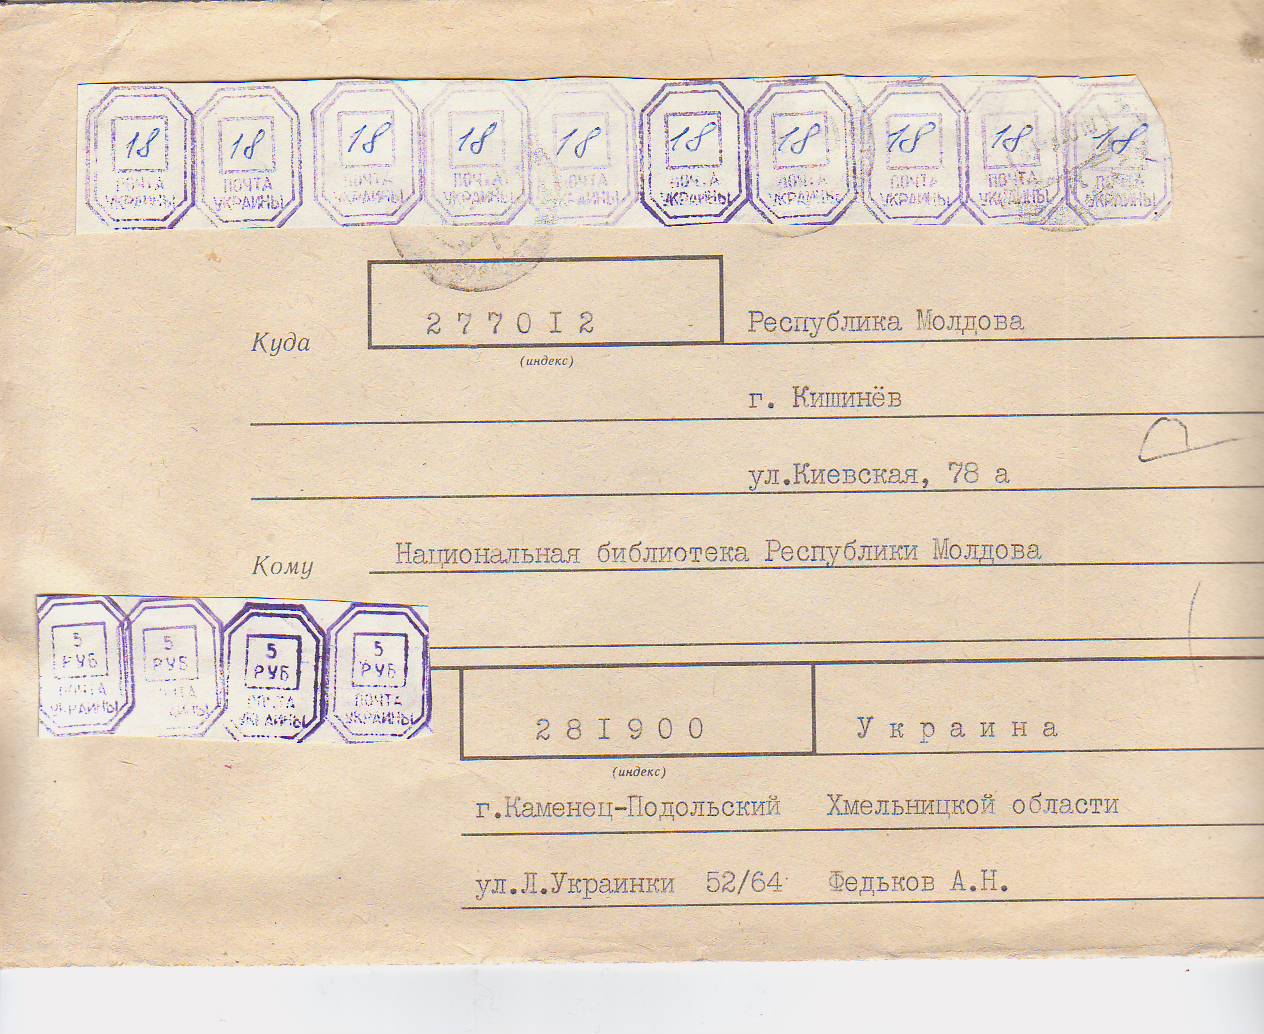 18 18 18 18 18 18 18 18 18 18
ПОЧТА ПОЧТА ПОЧТА ПОЧТА ПОЧТА ПОЧТА ПОЧТА ПОЧТА ПОЧТА ПОЧТА
УКРАИНЫ УКРАИНЫ УКРАИНЫ УКРАИНЫ УКРАИНЫ УКРАИНЫ УКРАИНЫ УКРАИНЫ УКРАИНЫ УКРАИНЫ
Куда 277012 Республика Молдова
(индекс)
г. Кишинёв
ул.Киевская, 78 а
Кому Национальная библиотека Республики Молдова
5 5 5 5
РУБ РУБ РУБ РУБ
ПОЧТА ПОЧТА ПОЧТА
УКРАИНЫ УКРАИНЫ УКРАИНЫ
281900 Украина
(индекс)
г.Каменец-Подольский Хмельницкой области
ул.Л.Украинки 52/64 Федьков А.Н.